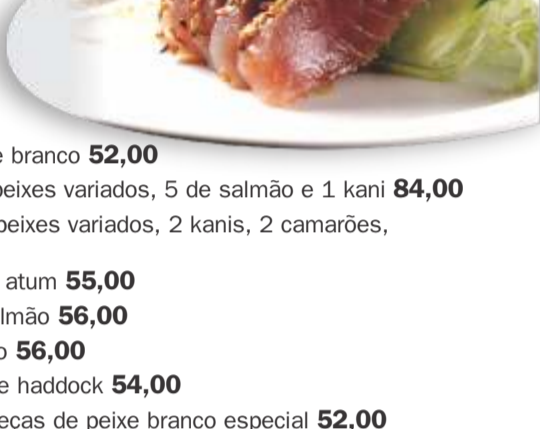 branco 52,00
peixes variados, 5 de salmão e 1 kani 84,00
peixes variados, 2 kanis, 2 camarões,
atum 55,00
lmão 56,00
o 56,00
e haddock 54,00
ecas de peixe branco especial 52,00